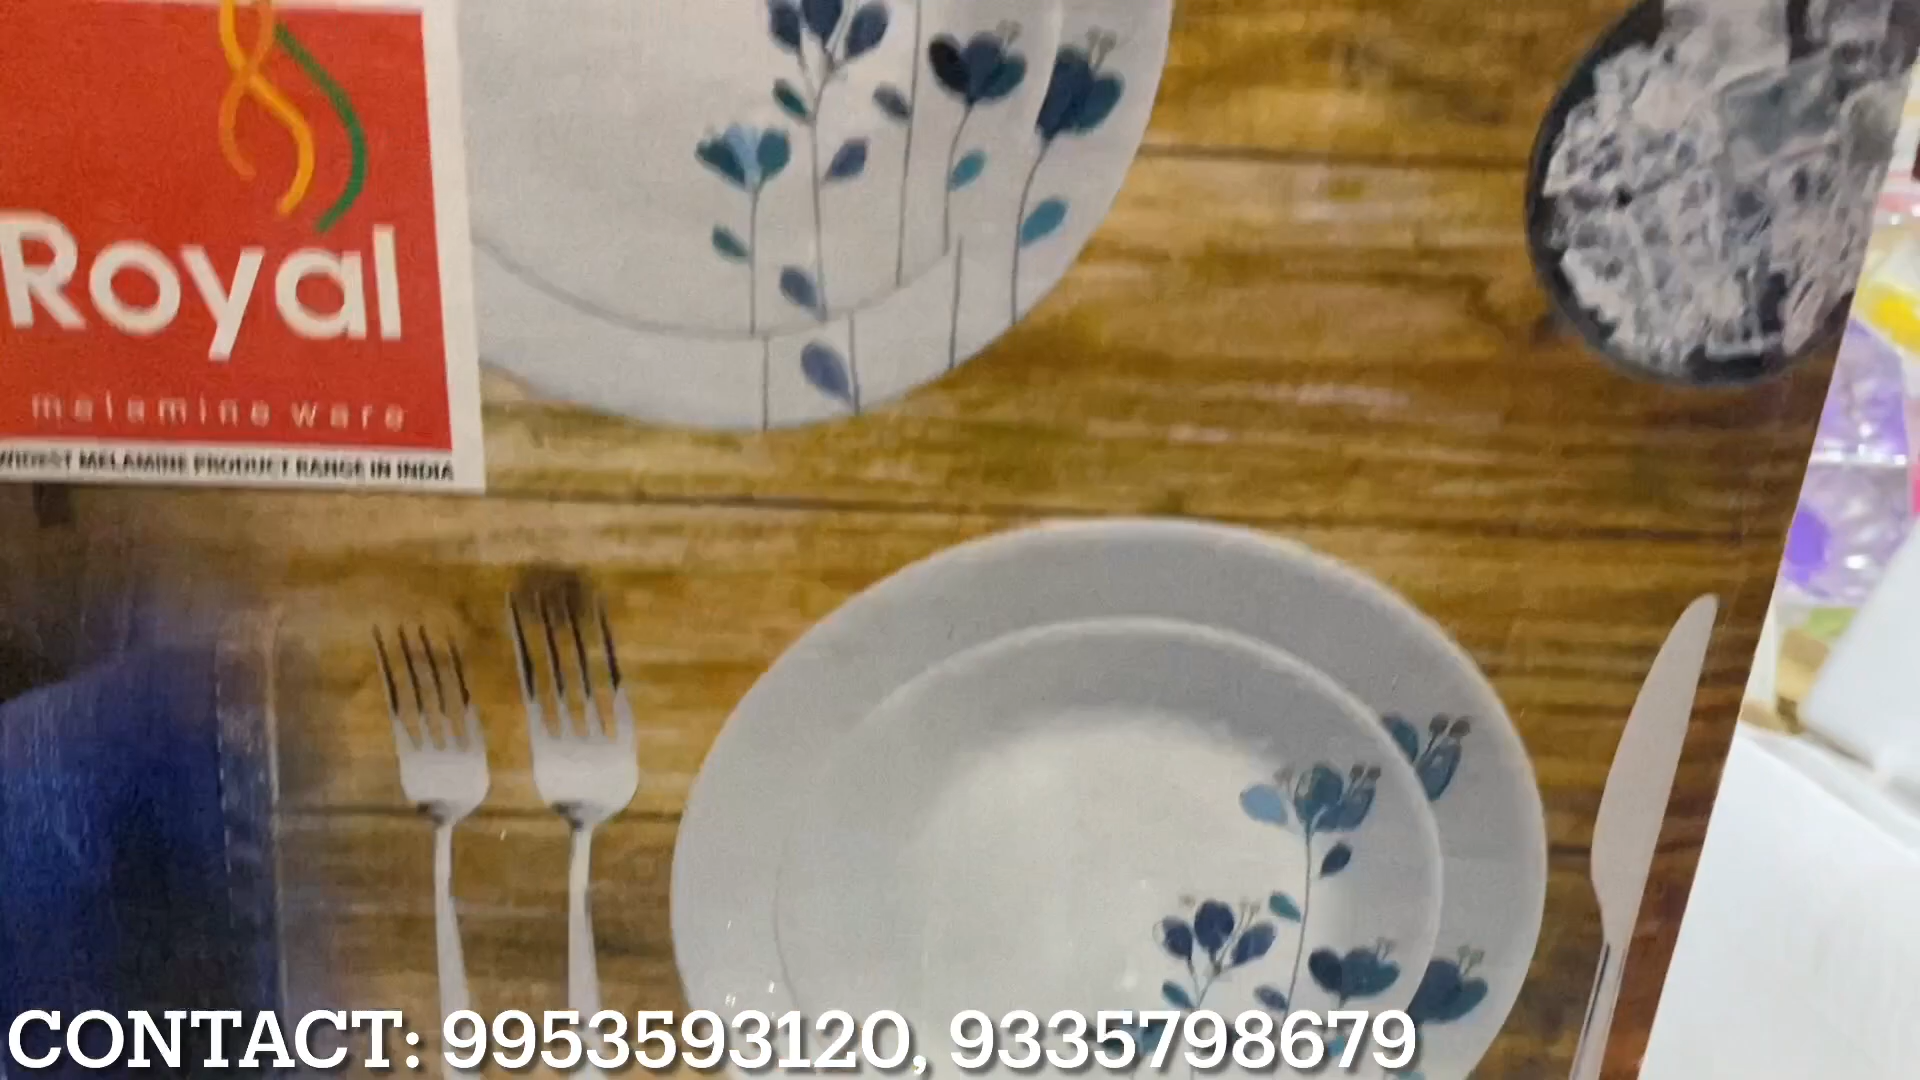 Royal
melamine ware
WIDEST MELAMINE PRODUCT RANGE IN INDIA
CONTACT: 9953593120, 9335798679